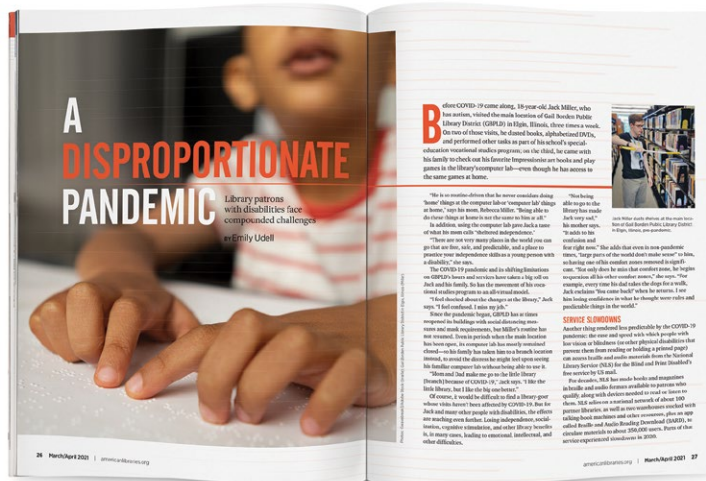 A
DISPROPORTIONATE
PANDEMIC
Library patrons
with disabilities face
compounded challenges
BY Emily Udell
26 March/April 2021 | americanlibraries.org
Before COVID-19 came along, 18-year-old Jack Miller, who
has autism, visited the main location of Gail Borden Public
Library District (GBPLD) in Elgin, Illinois, three times a week.
On two of those visits, he dusted books, alphabetized DVDs,
and performed other tasks as part of his school's special-
education vocational studies program; on the third, he came with
his family to check out his favorite Impressionist art books and play
games in the library's computer lab—even though he has access to
the same games at home.
"He is so routine-driven that he never considers doing
'home' things at the computer lab or 'computer lab' things
at home," says his mom, Rebecca Miller. "Being able to
do these things at home is not the same to him at all."
In addition, using the computer lab gave Jack a taste
of what his mom calls "sheltered independence."
"There are not very many places in the world you can
go that are free, safe, and predictable, and a place to
practice your independence skills as a young person with
a disability," she says.
The COVID-19 pandemic and its shifting limitations
on GBPLD's hours and services have taken a big toll on
Jack and his family. So has the movement of his voca-
tional studies program to an all-virtual model.
"I feel shocked about the changes at the library," Jack
says. "I feel confused. I miss my job."
Since the pandemic began, GBPLD has at times
reopened its buildings with social-distancing mea-
sures and mask requirements, but Miller's routine has
not resumed. Even in periods when the main location
has been open, its computer lab has mostly remained
closed—so his family has taken him to a branch location
instead, to avoid the distress he might feel upon seeing
his familiar computer lab without being able to use it.
"Mom and Dad make me go to the little library
[branch] because of COVID-19," Jack says. "I like the
little library, but I like the big one better."
Of course, it would be difficult to find a library-goer
whose visits haven't been affected by COVID-19. But for
Jack and many other people with disabilities, the effects
are reaching even further. Losing independence, social-
ization, cognitive stimulation, and other library benefits
is, in many cases, leading to emotional, intellectual, and
other difficulties.
"Not being
able to go to the
library has made
Jack very sad,"
his mother says.
"It adds to his
confusion and
fear right now." She adds that even in non-pandemic
times, "large parts of the world don't make sense" to him,
so having one of his comfort zones removed is signifi-
cant. "Not only does he miss that comfort zone, he begins
to question all his other comfort zones," she says. "For
example, every time his dad takes the dogs for a walk,
Jack exclaims 'You came back!' when he returns. I see
him losing confidence in what he thought were rules and
predictable things in the world."
Jack Miller dusts shelves at the main loca-
tion of Gail Borden Public Library District
in Elgin, Illinois, pre-pandemic.
SERVICE SLOWDOWNS
Another thing rendered less predictable by the COVID-19
pandemic: the ease and speed with which people with
low vision or blindness (or other physical disabilities that
prevent them from reading or holding a printed page)
can access braille and audio materials from the National
Library Service (NLS) for the Blind and Print Disabled's
free service by US mail.
For decades, NLS has made books and magazines
in braille and audio formats available to patrons who
qualify, along with devices needed to read or listen to
them. NLS relies on a national network of about 100
partner libraries, as well as two warehouses stocked with
talking-book machines and other resources, plus an app
called Braille and Audio Reading Download (BARD), to
circulate materials to about 350,000 users. Parts of that
service experienced slowdowns in 2020.
americanlibraries.org | March/April 2021 27